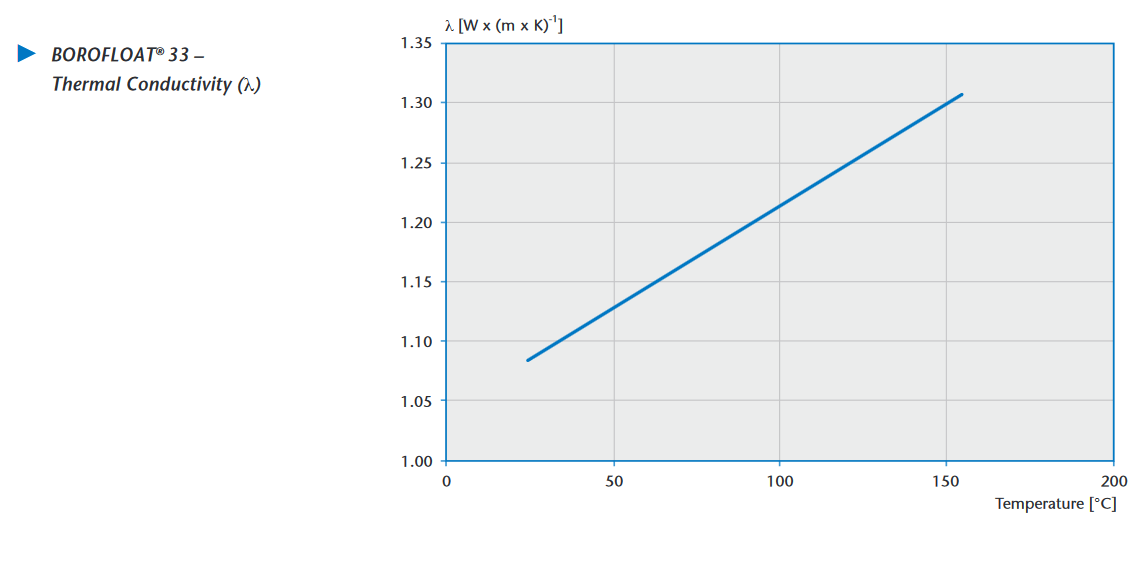 BOROFLOAT® 33 –
Thermal Conductivity (λ)
λ [W x (m x K)⁻¹]
1.35
1.30
1.25
1.20
1.15
1.10
1.05
1.00
0 50 100 150 200
Temperature [°C]